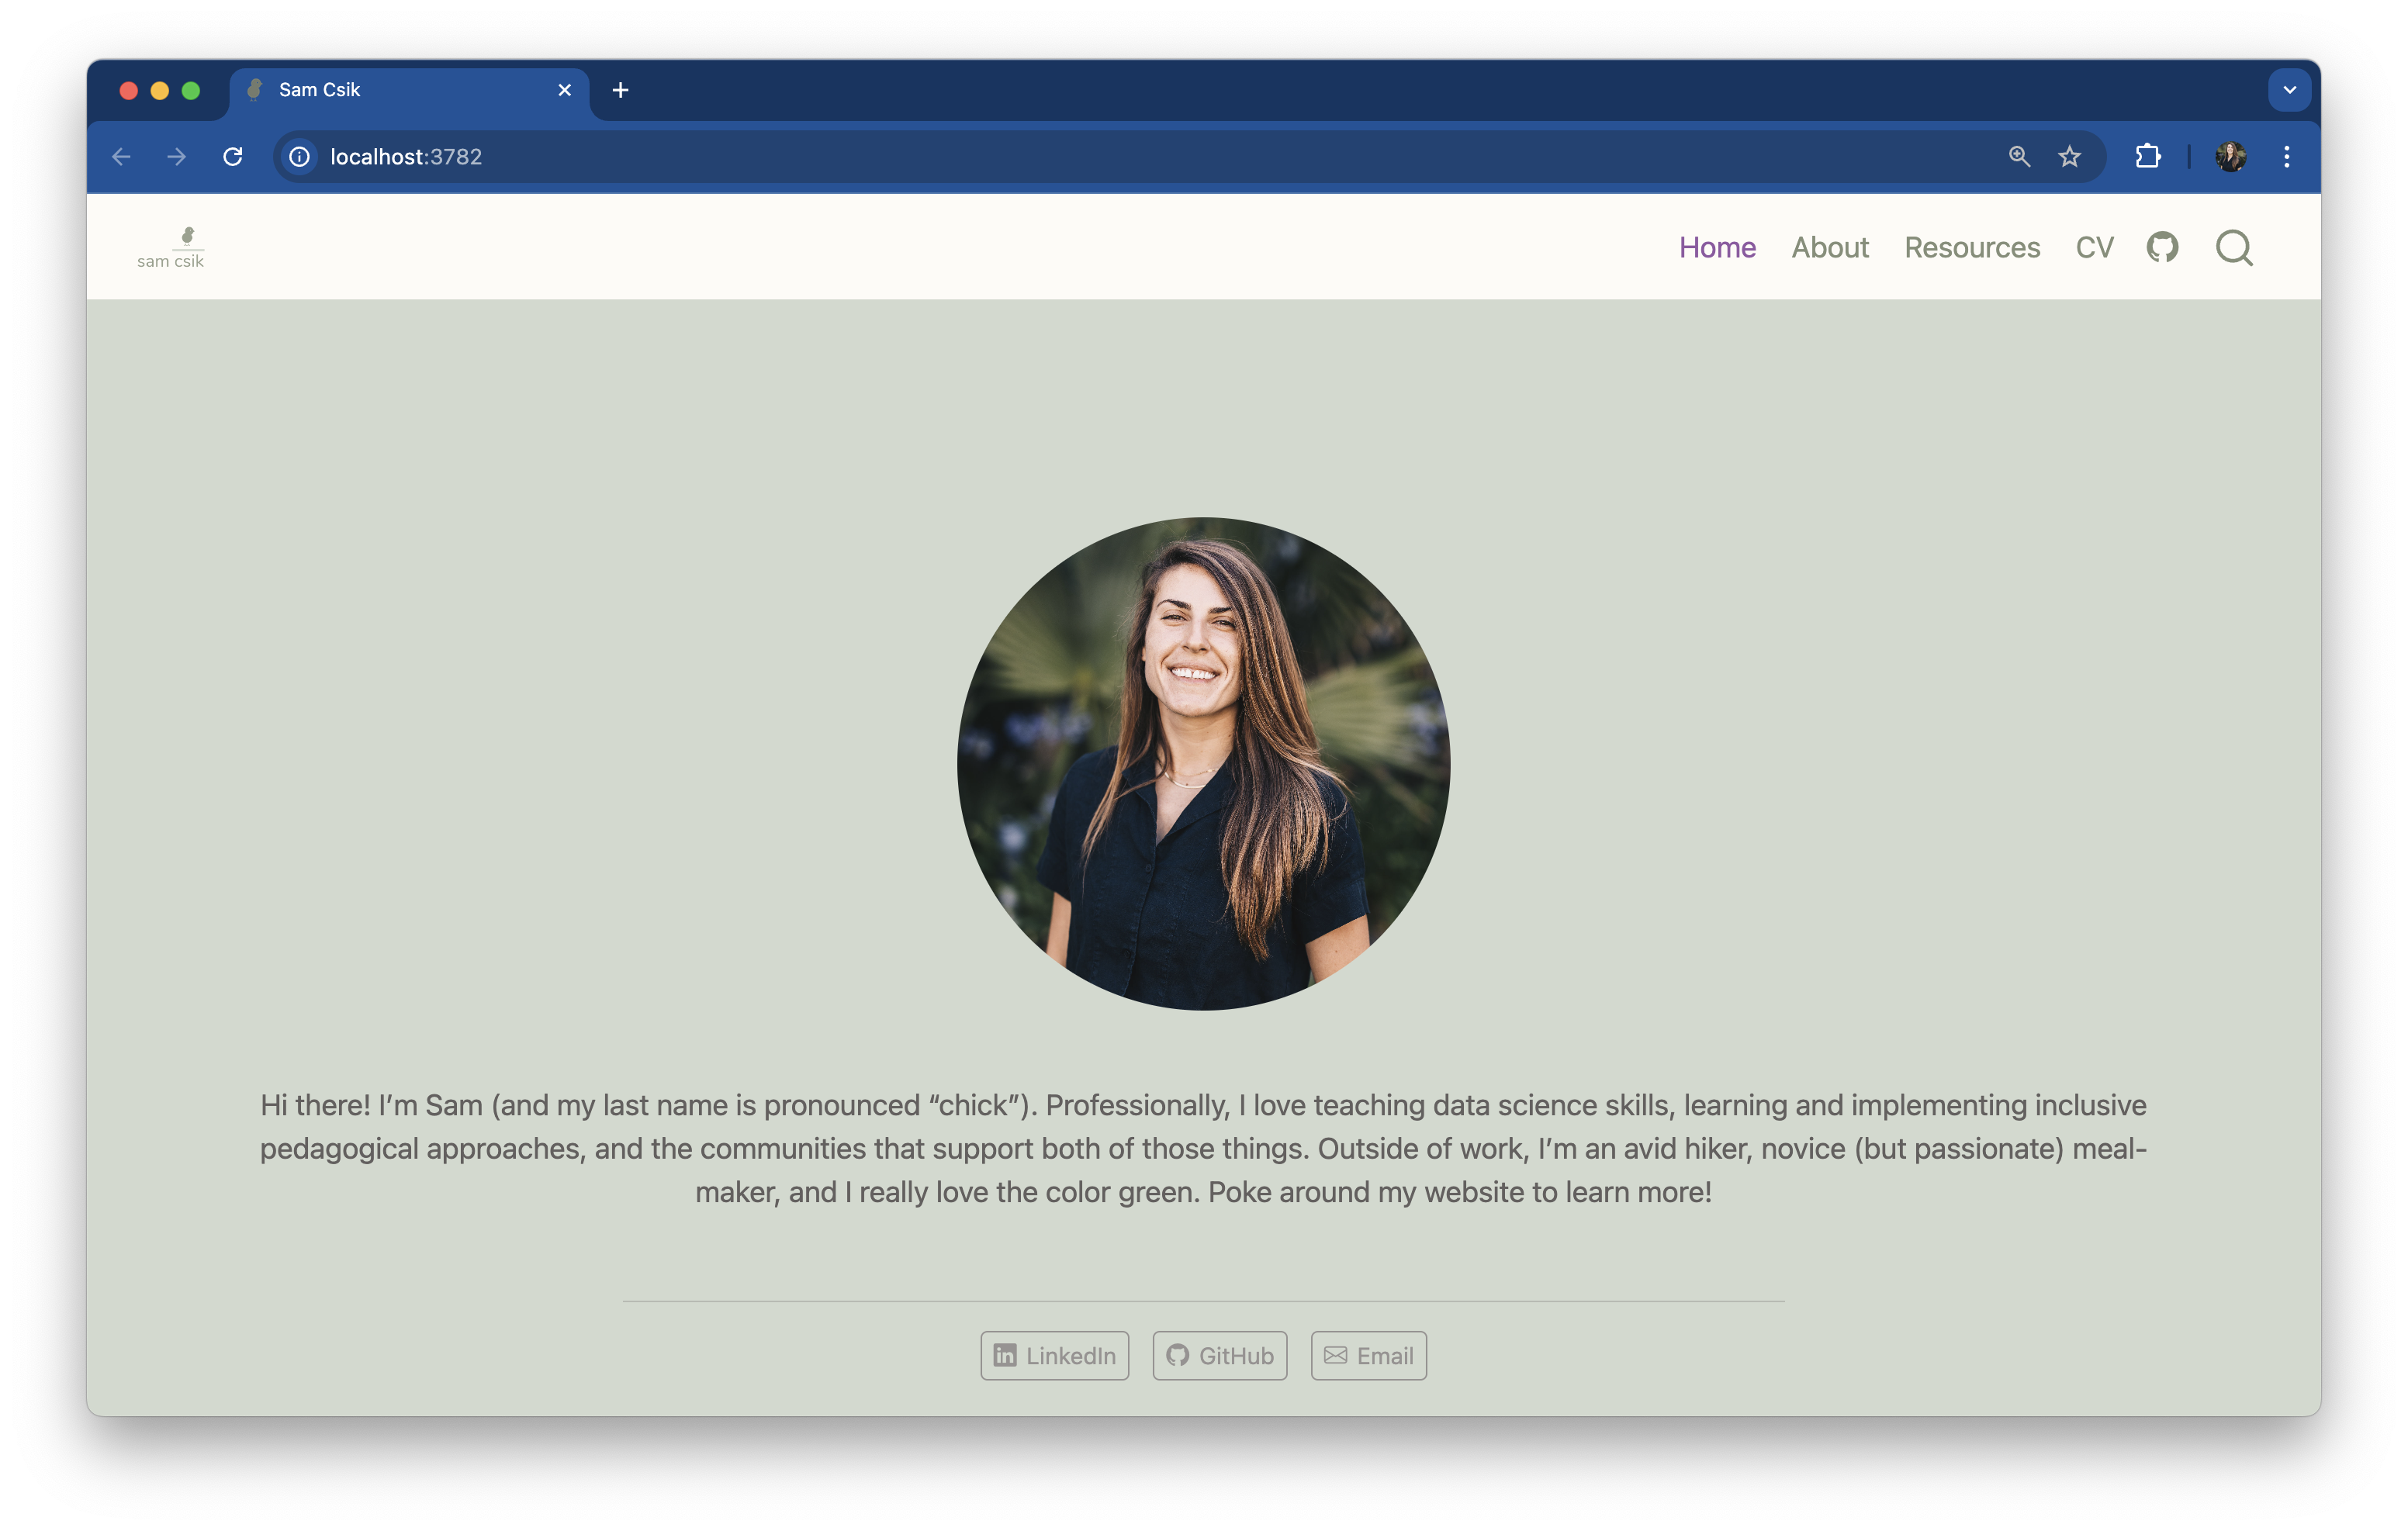 Sam Csik
localhost:3782
sam csik
Home About Resources CV
Hi there! I’m Sam (and my last name is pronounced “chick”). Professionally, I love teaching data science skills, learning and implementing inclusive
pedagogical approaches, and the communities that support both of those things. Outside of work, I’m an avid hiker, novice (but passionate) meal-
maker, and I really love the color green. Poke around my website to learn more!
LinkedIn GitHub Email